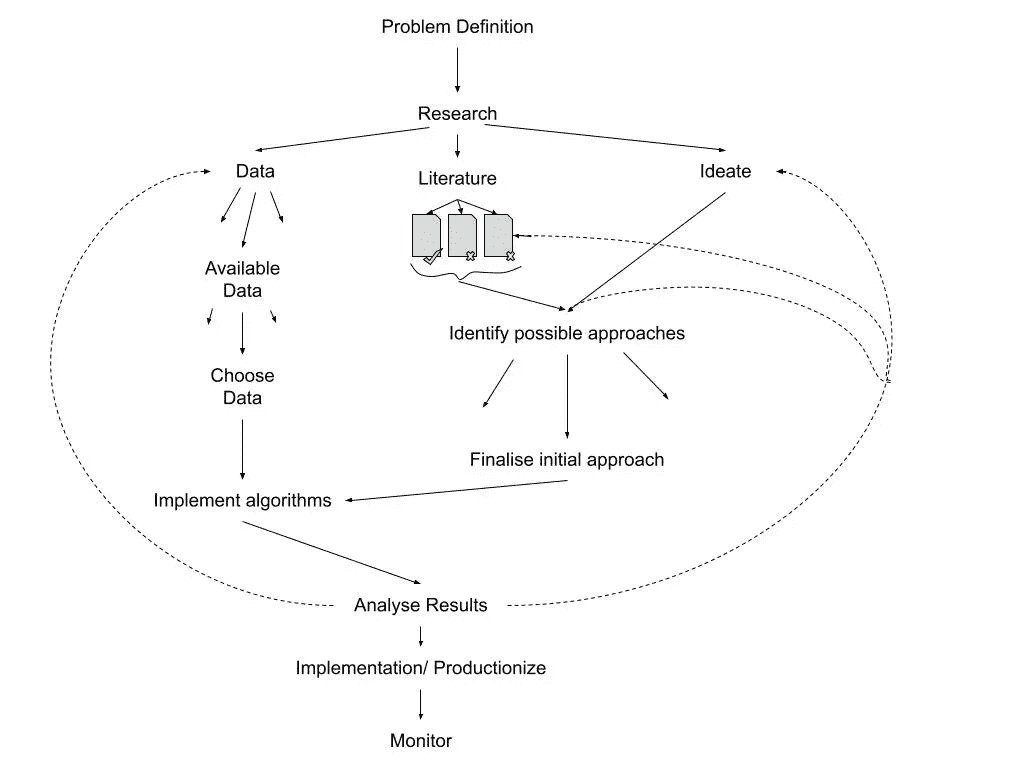 Problem Definition
Research
Data
Literature
Ideate
Available
Data
Identify possible approaches
Choose
Data
Finalise initial approach
Implement algorithms
Analyse Results
Implementation/ Productionize
Monitor